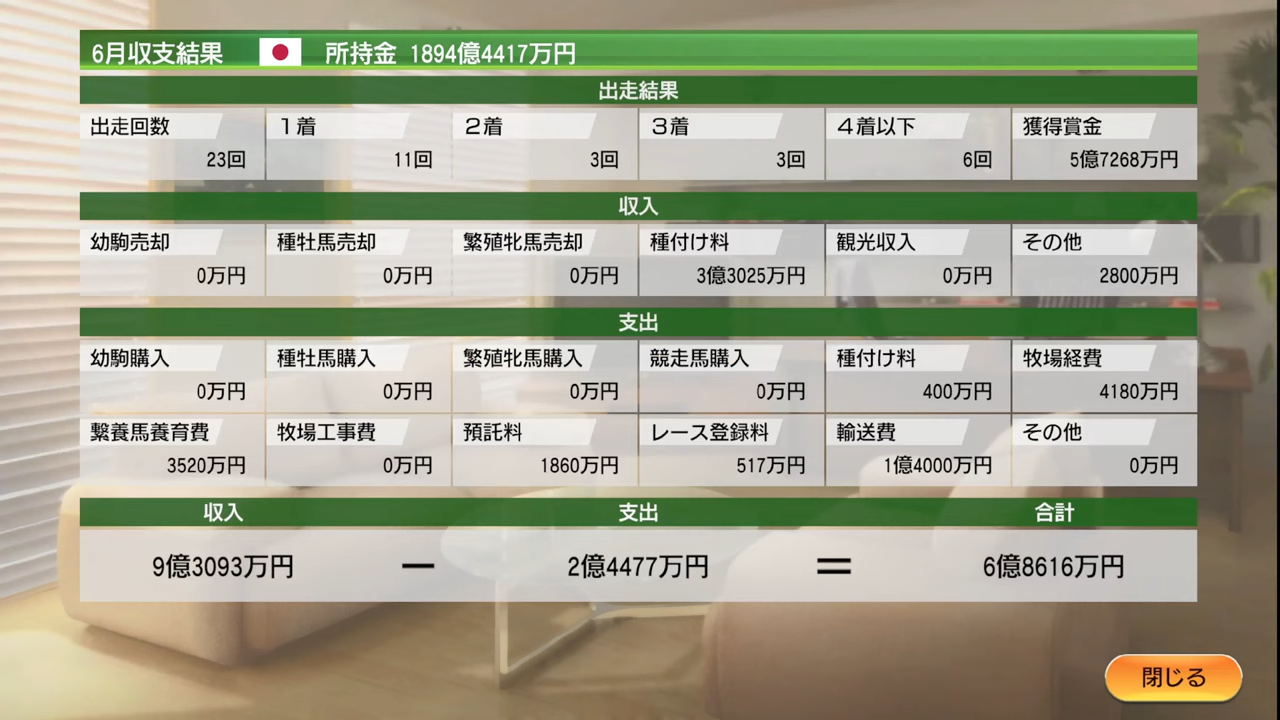 6月収支結果 所持金 1894億4417万円
出走結果
出走回数 1着 2着 3着 4着以下 獲得賞金
23回 11回 3回 3回 6回 5億7268万円
収入
幼駒売却 種牡馬売却 繁殖牝馬売却 種付け料 観光収入 その他
0万円 0万円 0万円 3億3025万円 0万円 2800万円
支出
幼駒購入 種牡馬購入 繁殖牝馬購入 競走馬購入 種付け料 牧場経費
0万円 0万円 0万円 0万円 400万円 4180万円
繋養馬養育費 牧場工事費 預託料 レース登録料 輸送費 その他
3520万円 0万円 1860万円 517万円 1億4000万円 0万円
収入 支出 合計
9億3093万円 − 2億4477万円 = 6億8616万円
閉じる